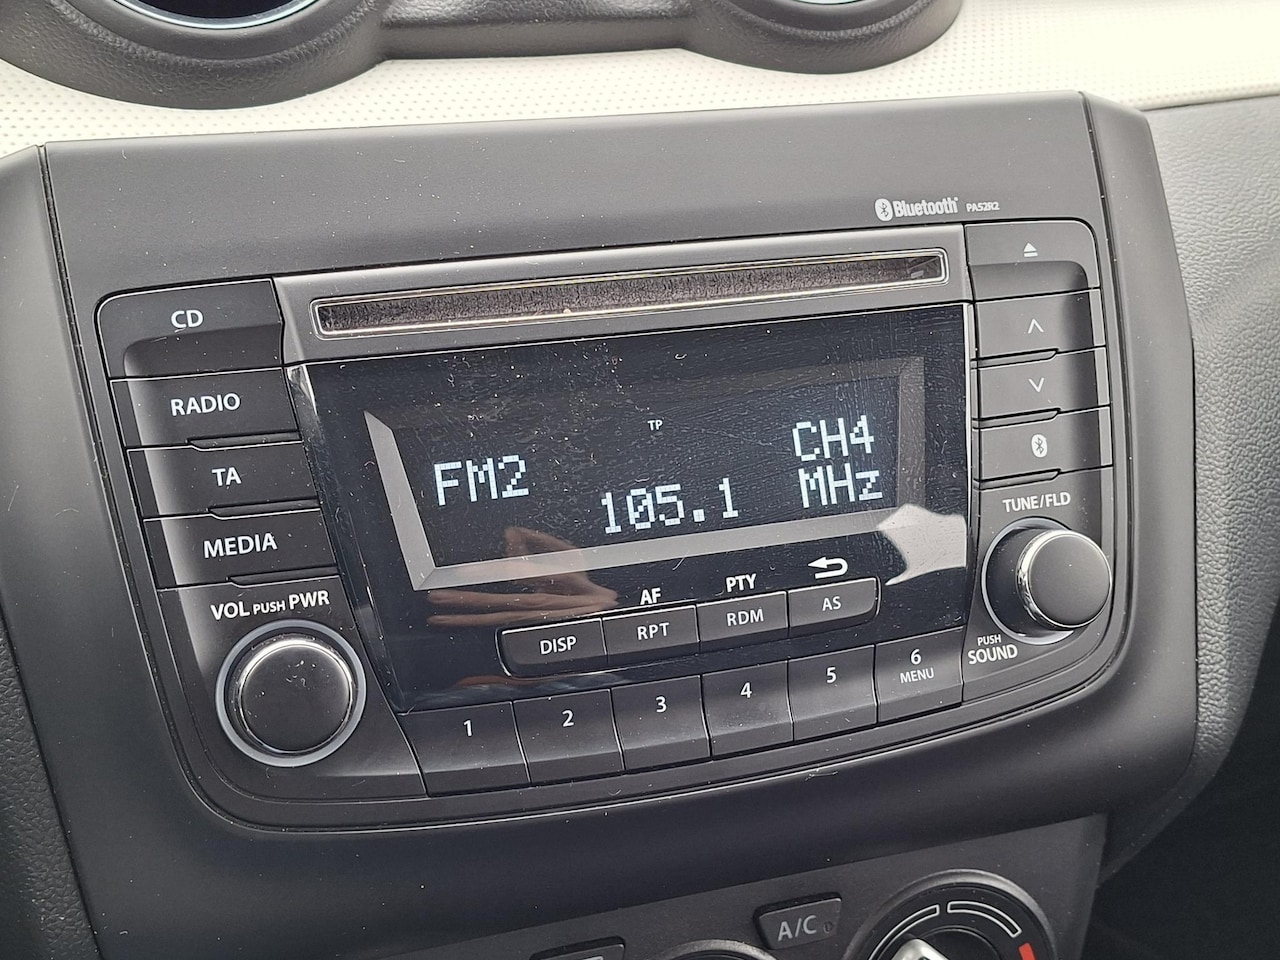 Bluetooth PA52R2
CD
RADIO
TA
MEDIA
VOL PUSH PWR
TP
FM2
CH4
105.1 MHz
TUNE/FLD
PUSH
SOUND
AF PTY
DISP RPT RDM AS
1 2 3 4 5 6
MENU
A/C